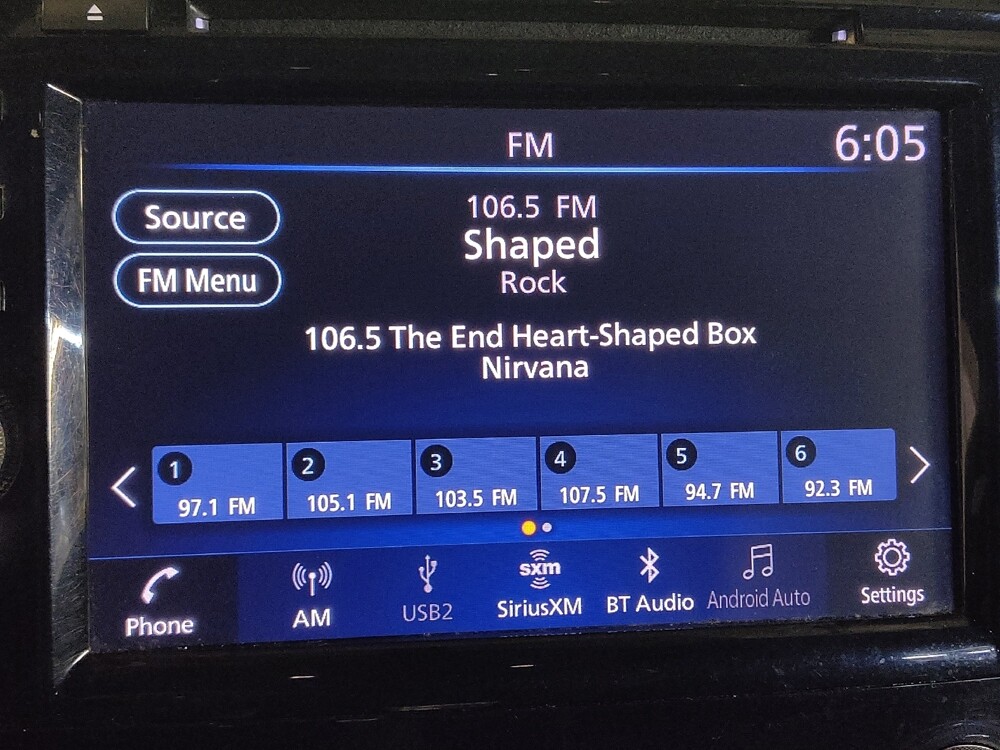 FM
6:05
Source
FM Menu
106.5 FM
Shaped
Rock
106.5 The End Heart-Shaped Box
Nirvana
1 2 3 4 5 6
97.1 FM 105.1 FM 103.5 FM 107.5 FM 94.7 FM 92.3 FM
Phone AM USB2 sxm SiriusXM BT Audio Android Auto Settings